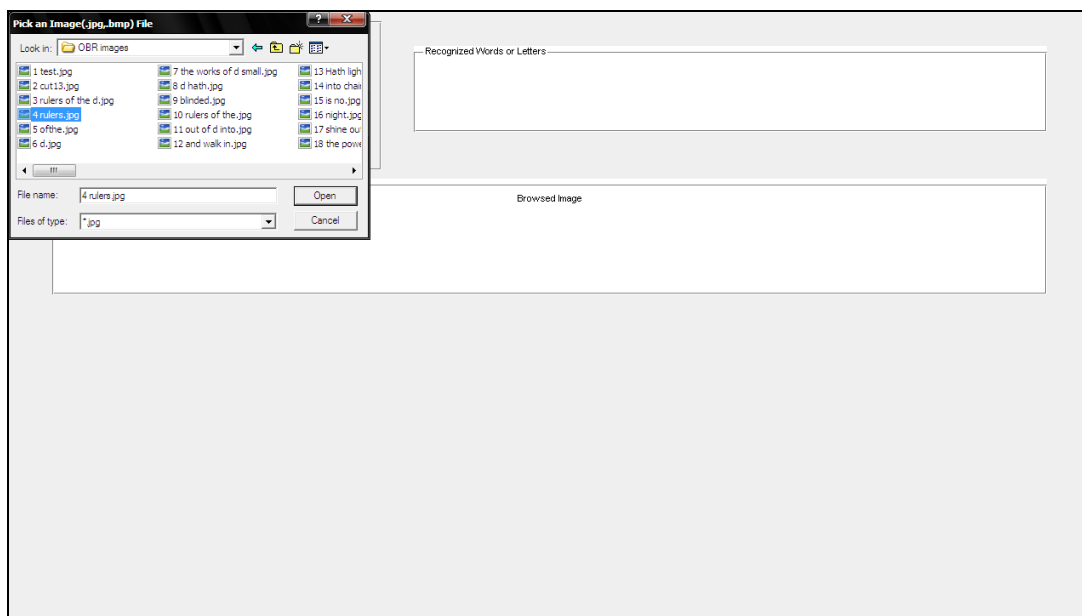 Pick an Image(.jpg,.bmp) File
Look in: OBR images
1 test.jpg
2 cut13.jpg
3 rulers of the d.jpg
4 rulers.jpg
5 ofthe.jpg
6 d.jpg
7 the works of d small.jpg
8 d hath.jpg
9 blinded.jpg
10 rulers of the.jpg
11 out of d into.jpg
12 and walk in.jpg
13 Hath ligh
14 into chai
15 is no.jpg
16 night.jpg
17 shine ou
18 the powe
File name: 4 rulers.jpg
Open
Files of type: *.jpg
Cancel
Recognized Words or Letters
Browsed Image